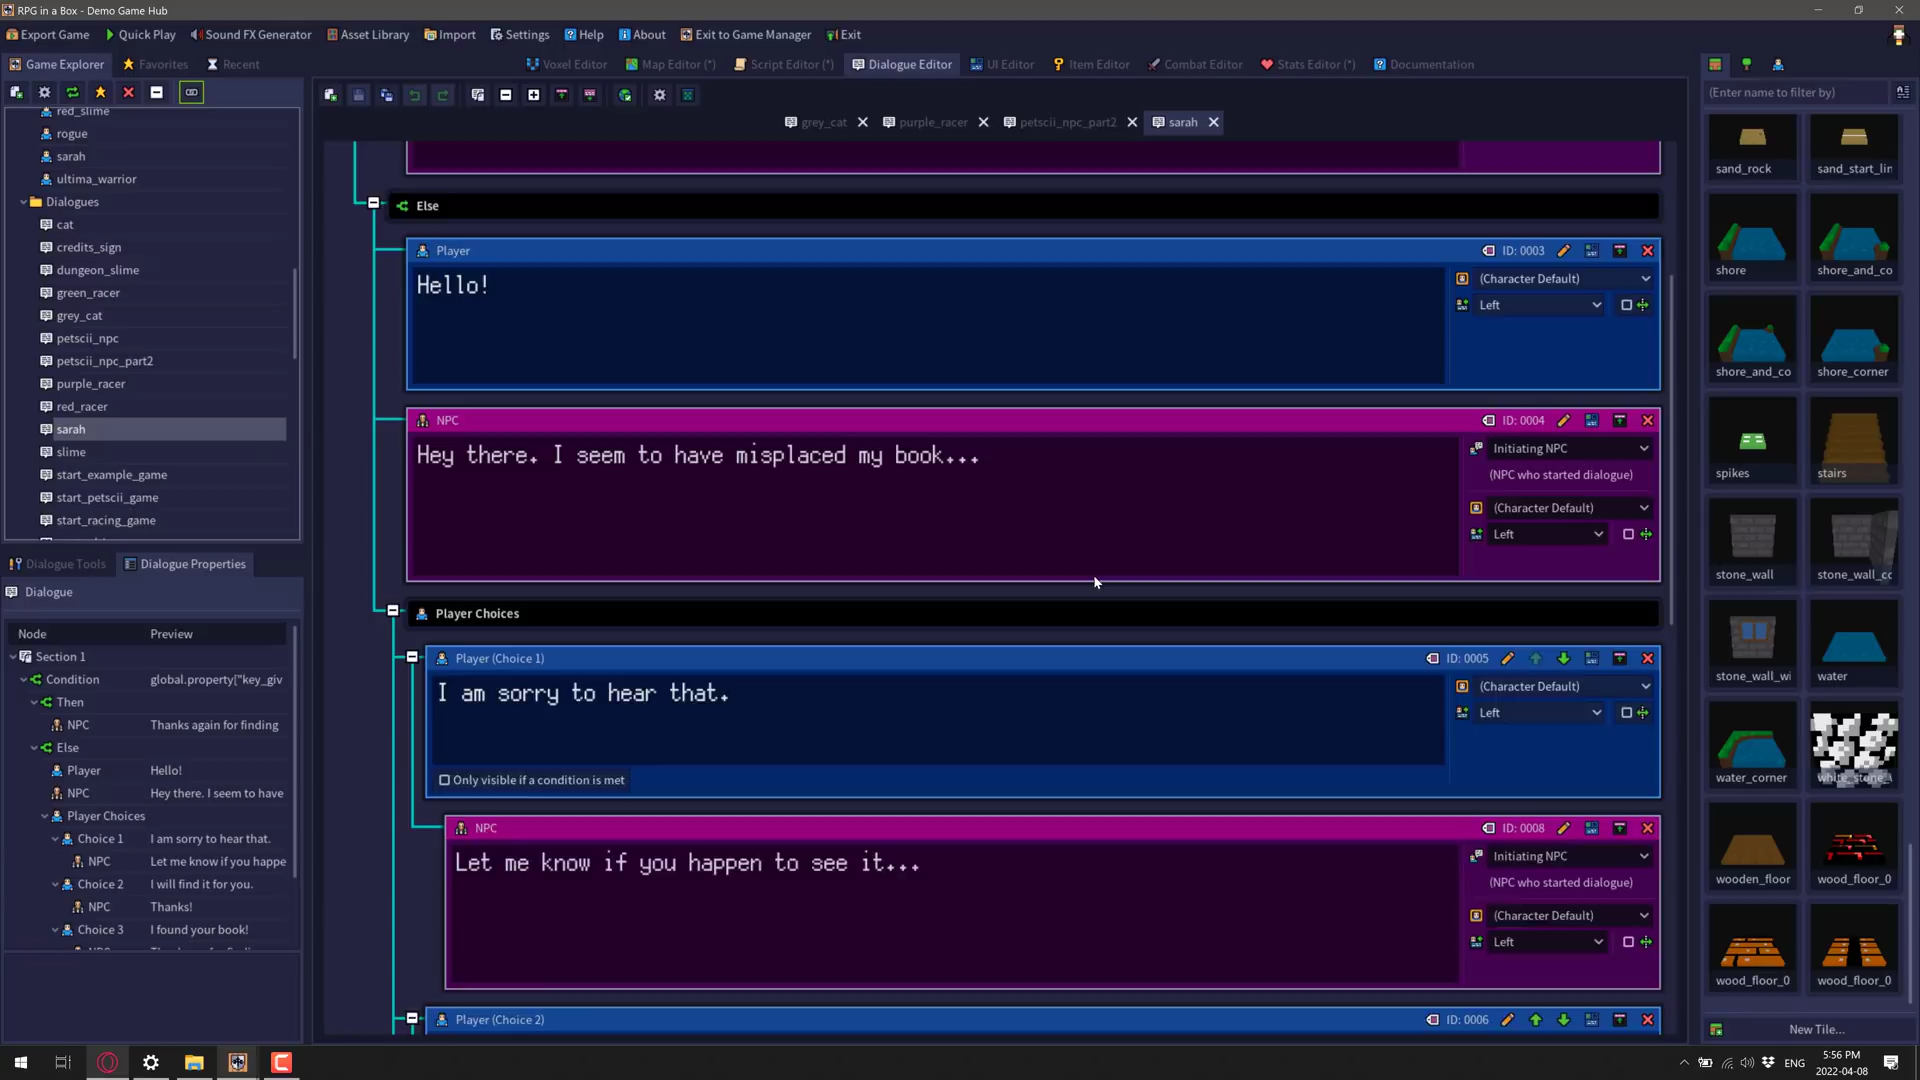 RPG in a Box - Demo Game Hub
Export Game Quick Play Sound FX Generator Asset Library Import Settings Help About Exit to Game Manager Exit
Game Explorer Favorites Recent
Voxel Editor Map Editor (*) Script Editor (*) Dialogue Editor UI Editor Item Editor Combat Editor Stats Editor (*) Documentation
(Enter name to filter by)
grey_cat purple_racer petscii_npc_part2 sarah
red_slime
rogue
sarah
ultima_warrior
Dialogues
cat
credits_sign
dungeon_slime
green_racer
grey_cat
petscii_npc
petscii_npc_part2
purple_racer
red_racer
sarah
slime
start_example_game
start_petscii_game
start_racing_game
Dialogue Tools Dialogue Properties
Dialogue
Node Preview
Section 1
Condition global.property["key_giv
Then
NPC Thanks again for finding
Else
Player Hello!
NPC Hey there. I seem to have
Player Choices
Choice 1 I am sorry to hear that.
NPC Let me know if you happe
Choice 2 I will find it for you.
NPC Thanks!
Choice 3 I found your book!
Else
Player ID: 0003
Hello!
(Character Default)
Left
NPC ID: 0004
Hey there. I seem to have misplaced my book...
Initiating NPC
(NPC who started dialogue)
(Character Default)
Left
Player Choices
Player (Choice 1) ID: 0005
I am sorry to hear that.
(Character Default)
Left
Only visible if a condition is met
NPC ID: 0008
Let me know if you happen to see it...
Initiating NPC
(NPC who started dialogue)
(Character Default)
Left
Player (Choice 2) ID: 0006
sand_rock sand_start_lin
shore shore_and_co
shore_and_co shore_corner
spikes stairs
stone_wall stone_wall_co
stone_wall_wi water
water_corner white_stone_
wooden_floor wood_floor_0
wood_floor_0 wood_floor_0
New Tile...
ENG
5:56 PM
2022-04-08